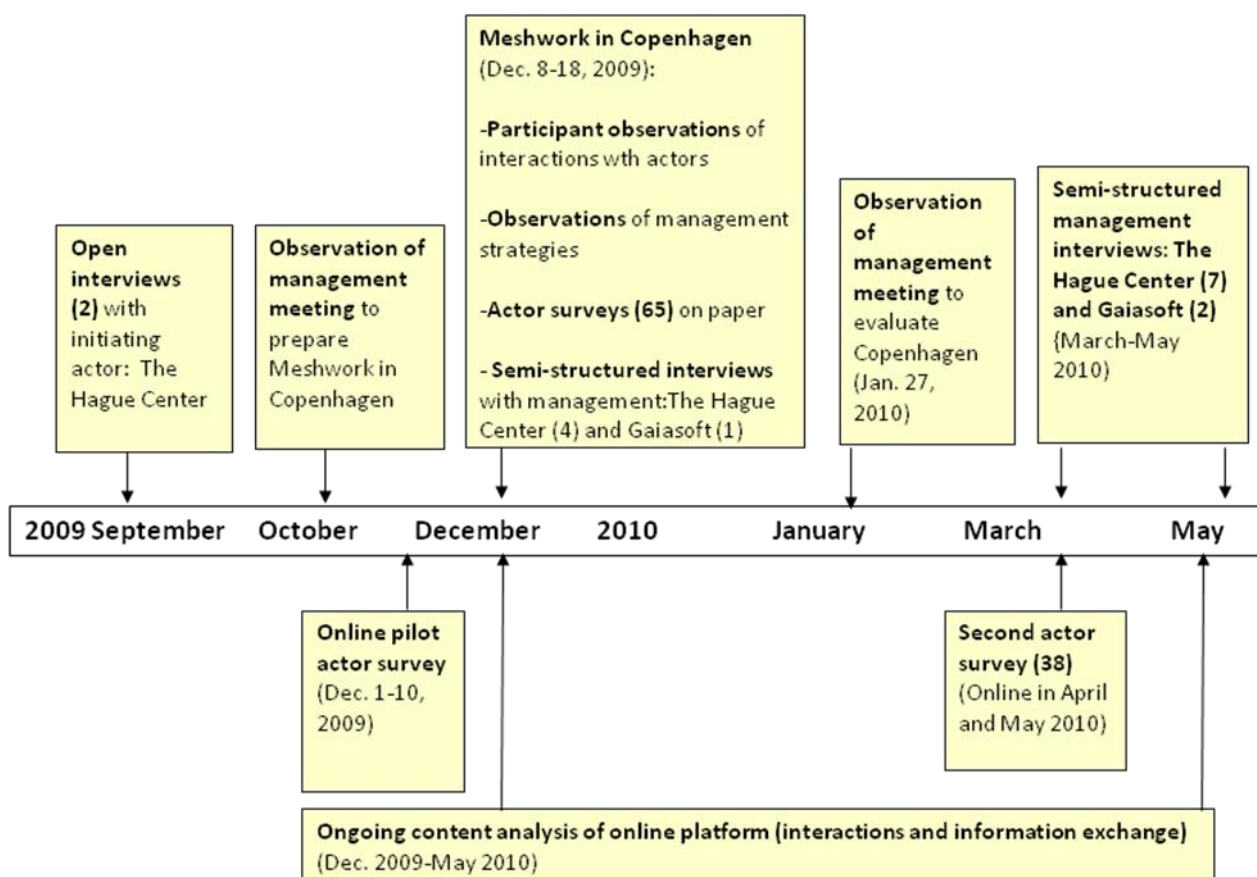 Meshwork in Copenhagen
(Dec. 8-18, 2009):
-Participant observations of
interactions wth actors
-Observations of management
strategies
-Actor surveys (65) on paper
- Semi-structured interviews
with management:The Hague
Center (4) and Gaiasoft (1)
Open
interviews
(2) with
initiating
actor:  The
Hague Center
Observation of
management
meeting to
prepare
Meshwork in
Copenhagen
Observation
of
management
meeting to
evaluate
Copenhagen
(Jan. 27,
2010)
Semi-structured
management
interviews: The
Hague Center (7)
and Gaiasoft (2)
{March-May
2010)
2009 September October December 2010 January March May
Online pilot
actor survey
(Dec. 1-10,
2009)
Second actor
survey (38)
(Online in April
and May 2010)
Ongoing content analysis of online platform (interactions and information exchange)
(Dec. 2009-May 2010)